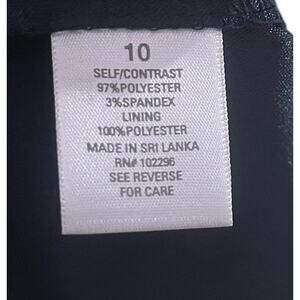 10
SELF/CONTRAST
97%POLYESTER
3%SPANDEX
LINING
100%POLYESTER
MADE IN SRI LANKA
RN# 102296
SEE REVERSE
FOR CARE